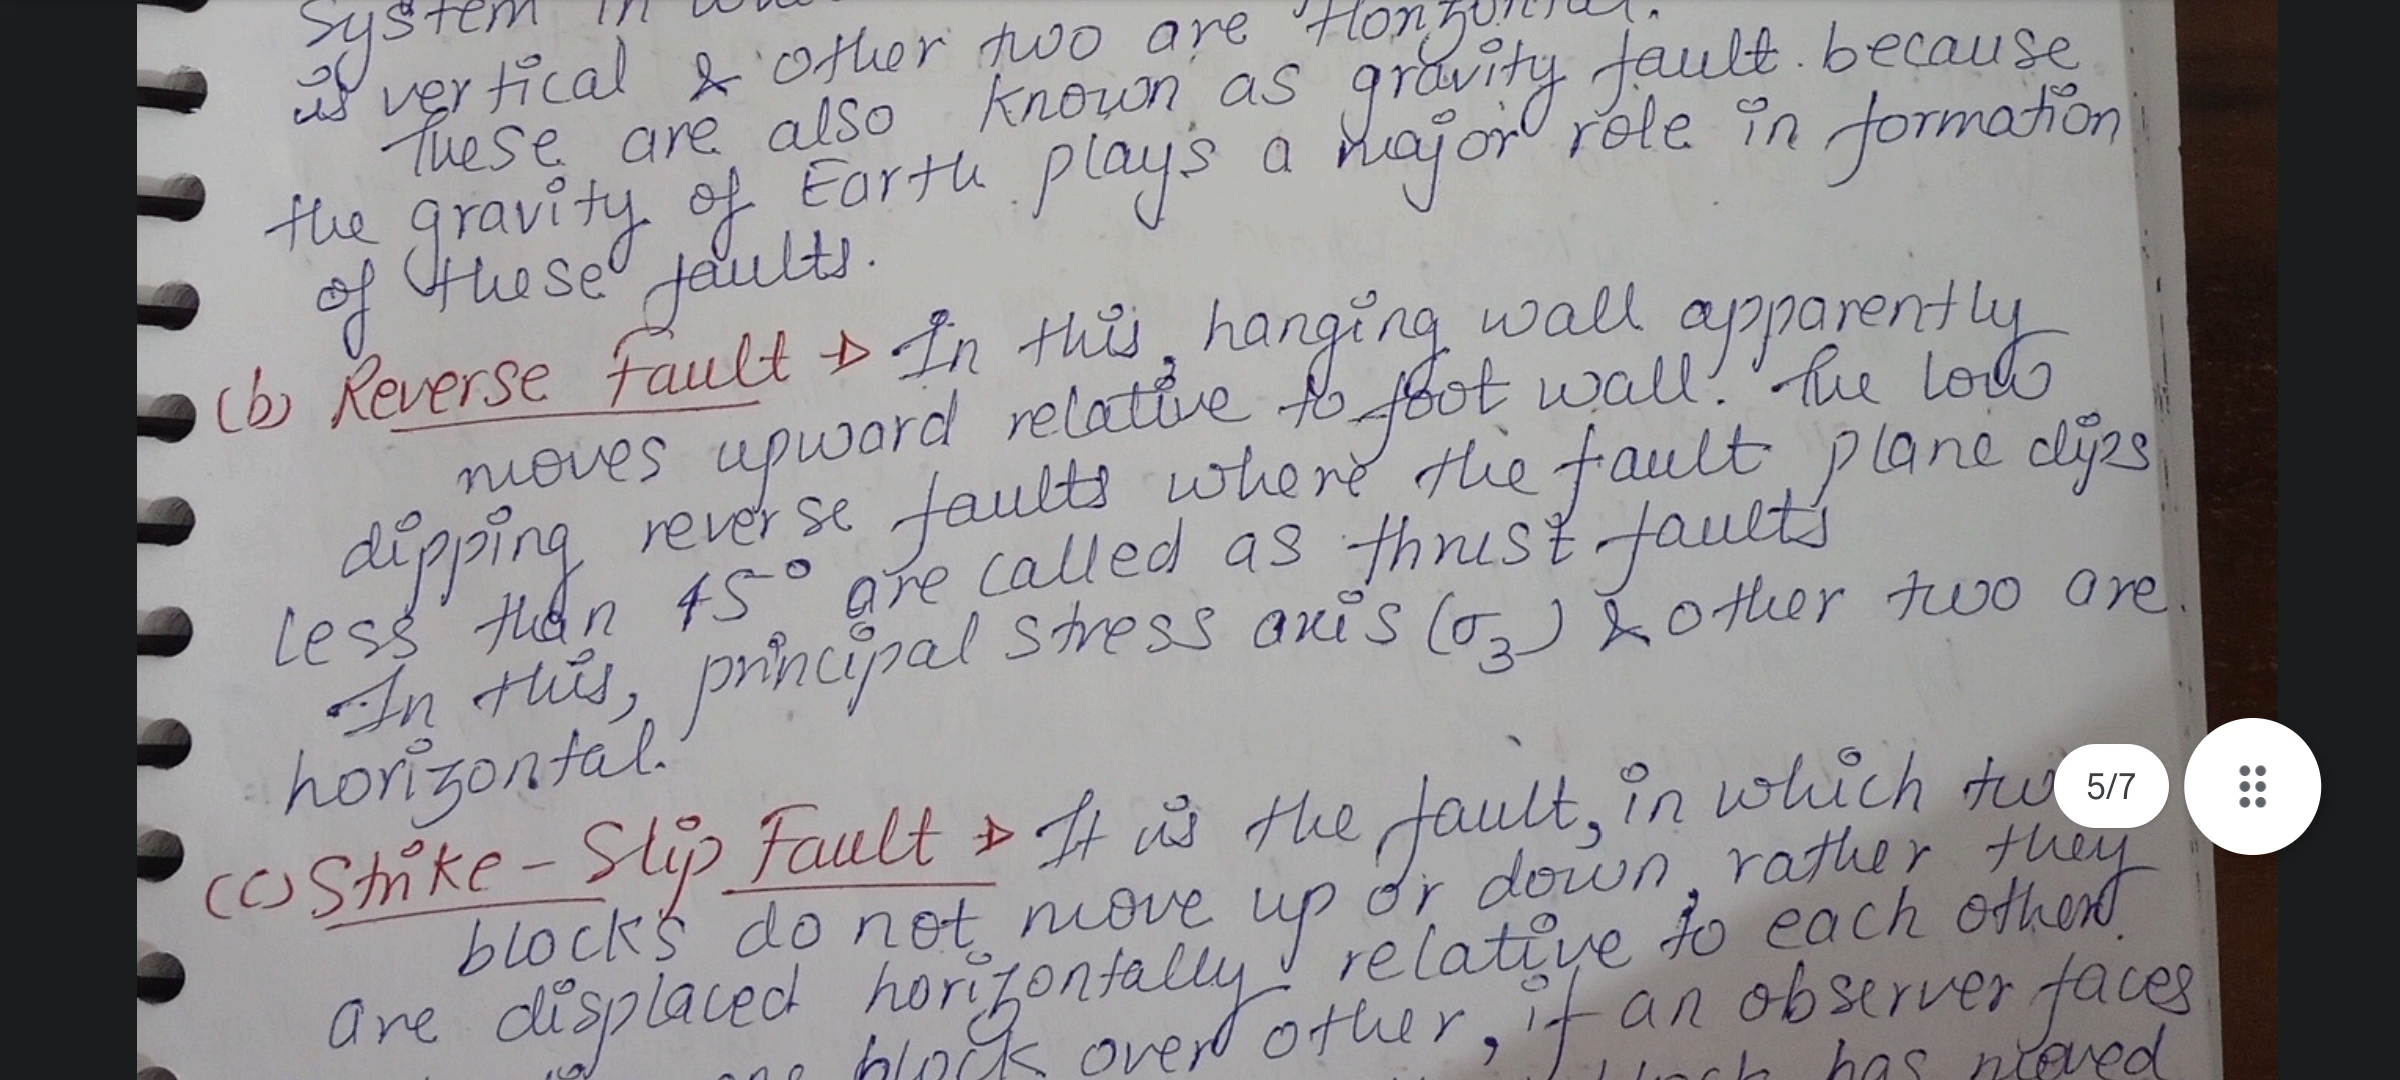 System in
is vertical & other two are Horizontal.
These are also known as gravity fault. because
the gravity of Earth plays a major role in formation
of these faults.
(b) Reverse Fault → In this, hanging wall apparently
moves upward relative to foot wall. The low
dipping reverse faults where the fault plane dips
less than 45° are called as thrust faults
In this, principal stress axis (σ3) & other two are
horizontal.
(c) Strike-Slip Fault → It is the fault, in which
blocks do not move up or down, rather they
are displaced horizontally relative to each other.
block over other, if an observer faces
block has moved
5/7